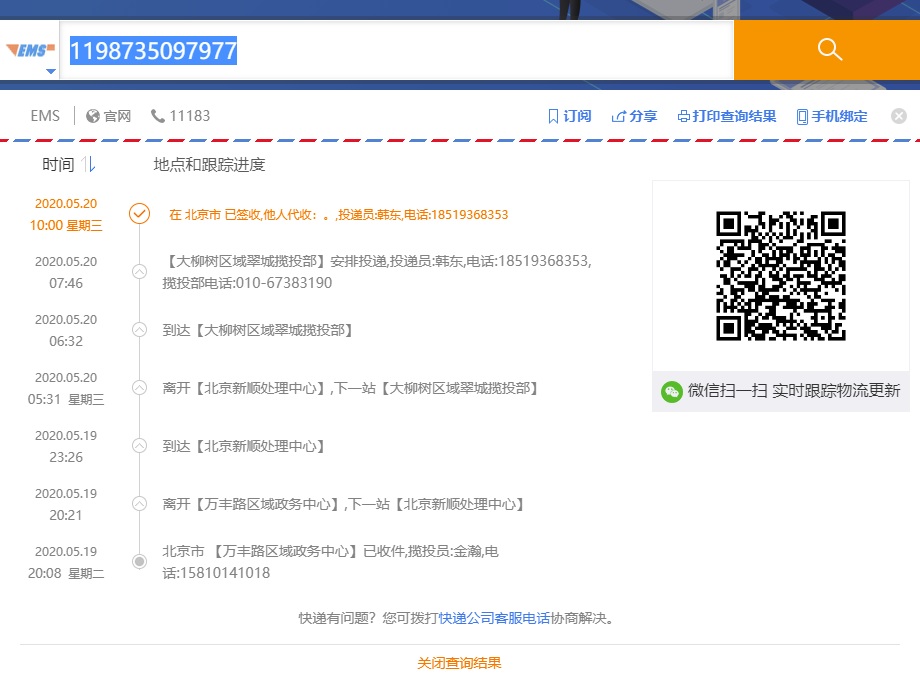 EMS
1198735097977
EMS 官网 11183 订阅 分享 打印查询结果 手机绑定
时间 地点和跟踪进度
2020.05.20
10:00 星期三
在 北京市 已签收,他人代收：。,投递员:韩东,电话:18519368353
2020.05.20
07:46
【大柳树区域翠城揽投部】安排投递,投递员:韩东,电话:18519368353,
揽投部电话:010-67383190
2020.05.20
06:32
到达【大柳树区域翠城揽投部】
2020.05.20
05:31 星期三
离开【北京新顺处理中心】,下一站【大柳树区域翠城揽投部】
2020.05.19
23:26
到达【北京新顺处理中心】
2020.05.19
20:21
离开【万丰路区域政务中心】,下一站【北京新顺处理中心】
2020.05.19
20:08 星期二
北京市 【万丰路区域政务中心】已收件,揽投员:金瀚,电
话:15810141018
微信扫一扫 实时跟踪物流更新
快递有问题？您可拨打快递公司客服电话协商解决。
关闭查询结果